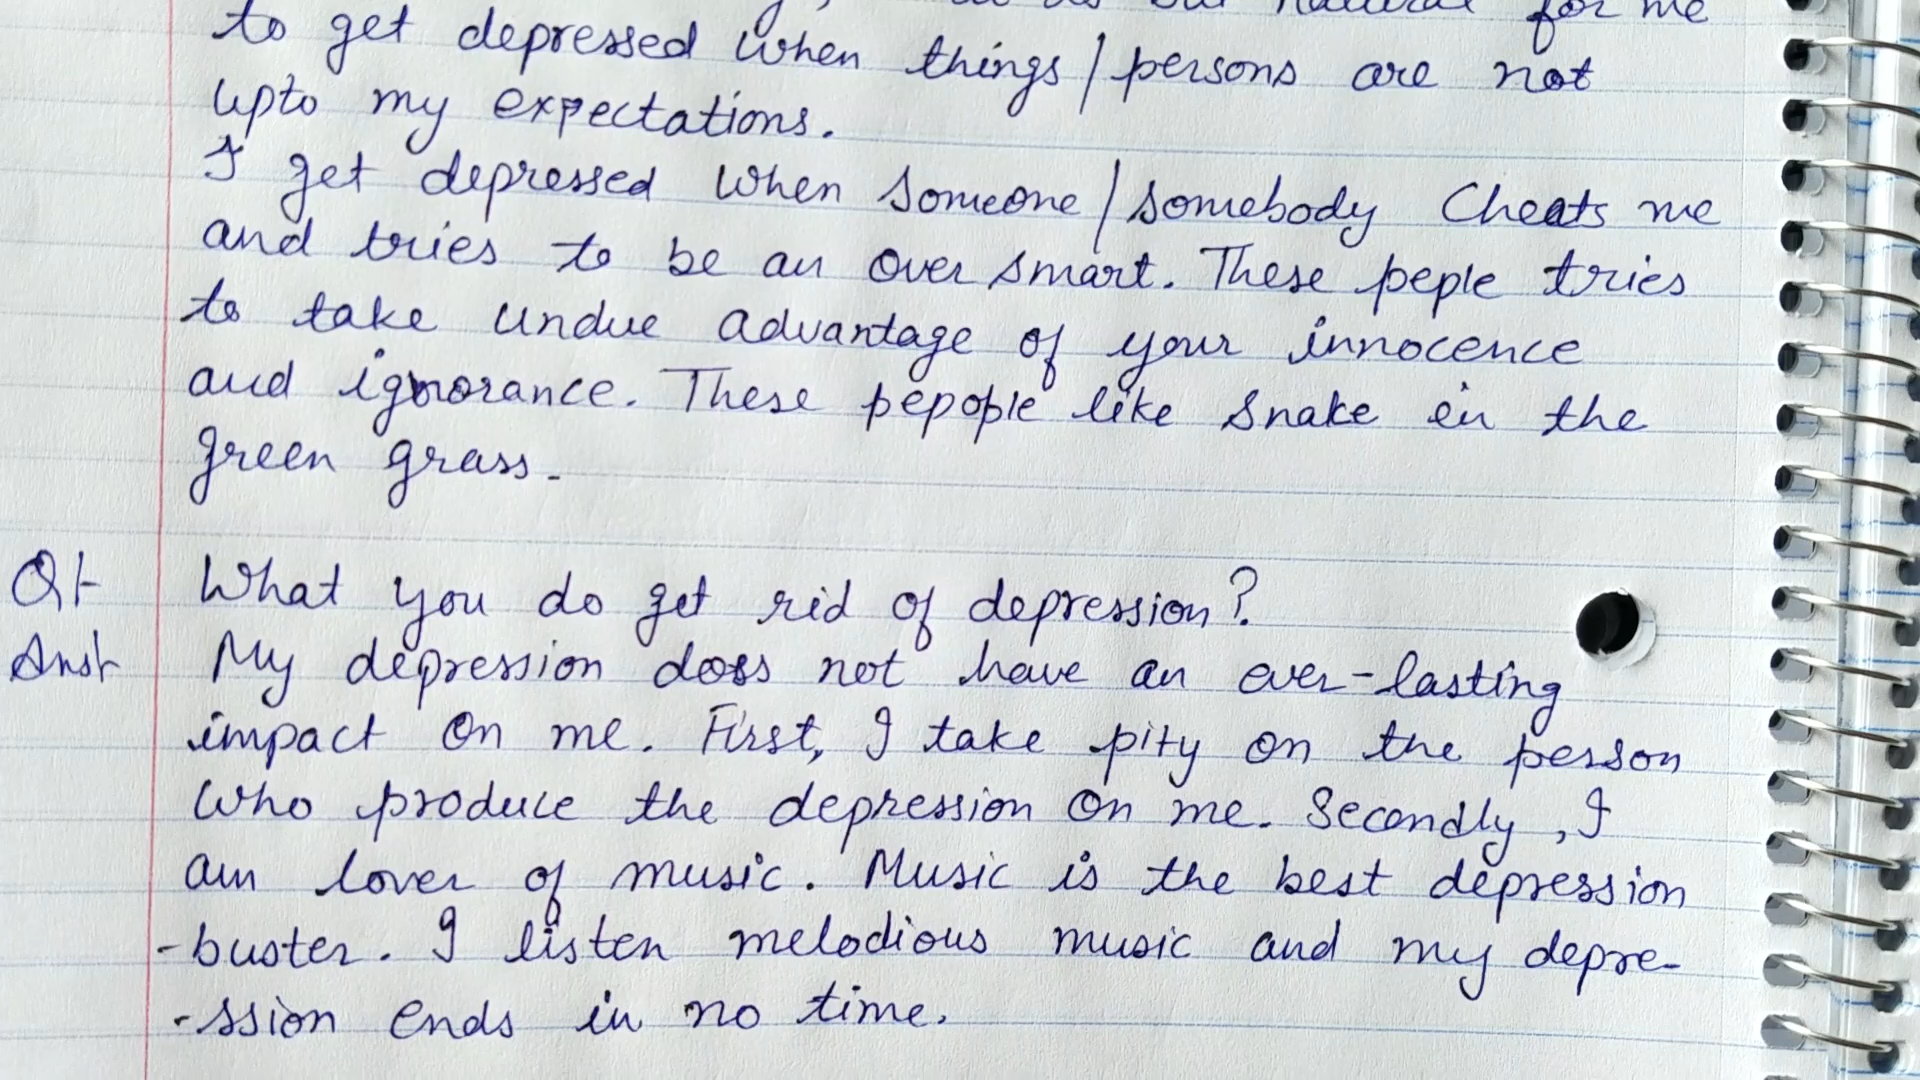 natural for me
to get depressed when things / persons are not
upto my expectations.
I get depressed when someone / somebody Cheats me
and tries to be an over smart. These peple tries
to take undue advantage of your innocence
and ignorance. These pepople like snake in the
green grass.
Q:- What you do get rid of depression?
Ans:- My depression does not have an ever-lasting
impact on me. First, I take pity on the person
who produce the depression on me. Secondly, I
am lover of music. Music is the best depression
-buster. I listen melodious music and my depre-
-ssion ends in no time.